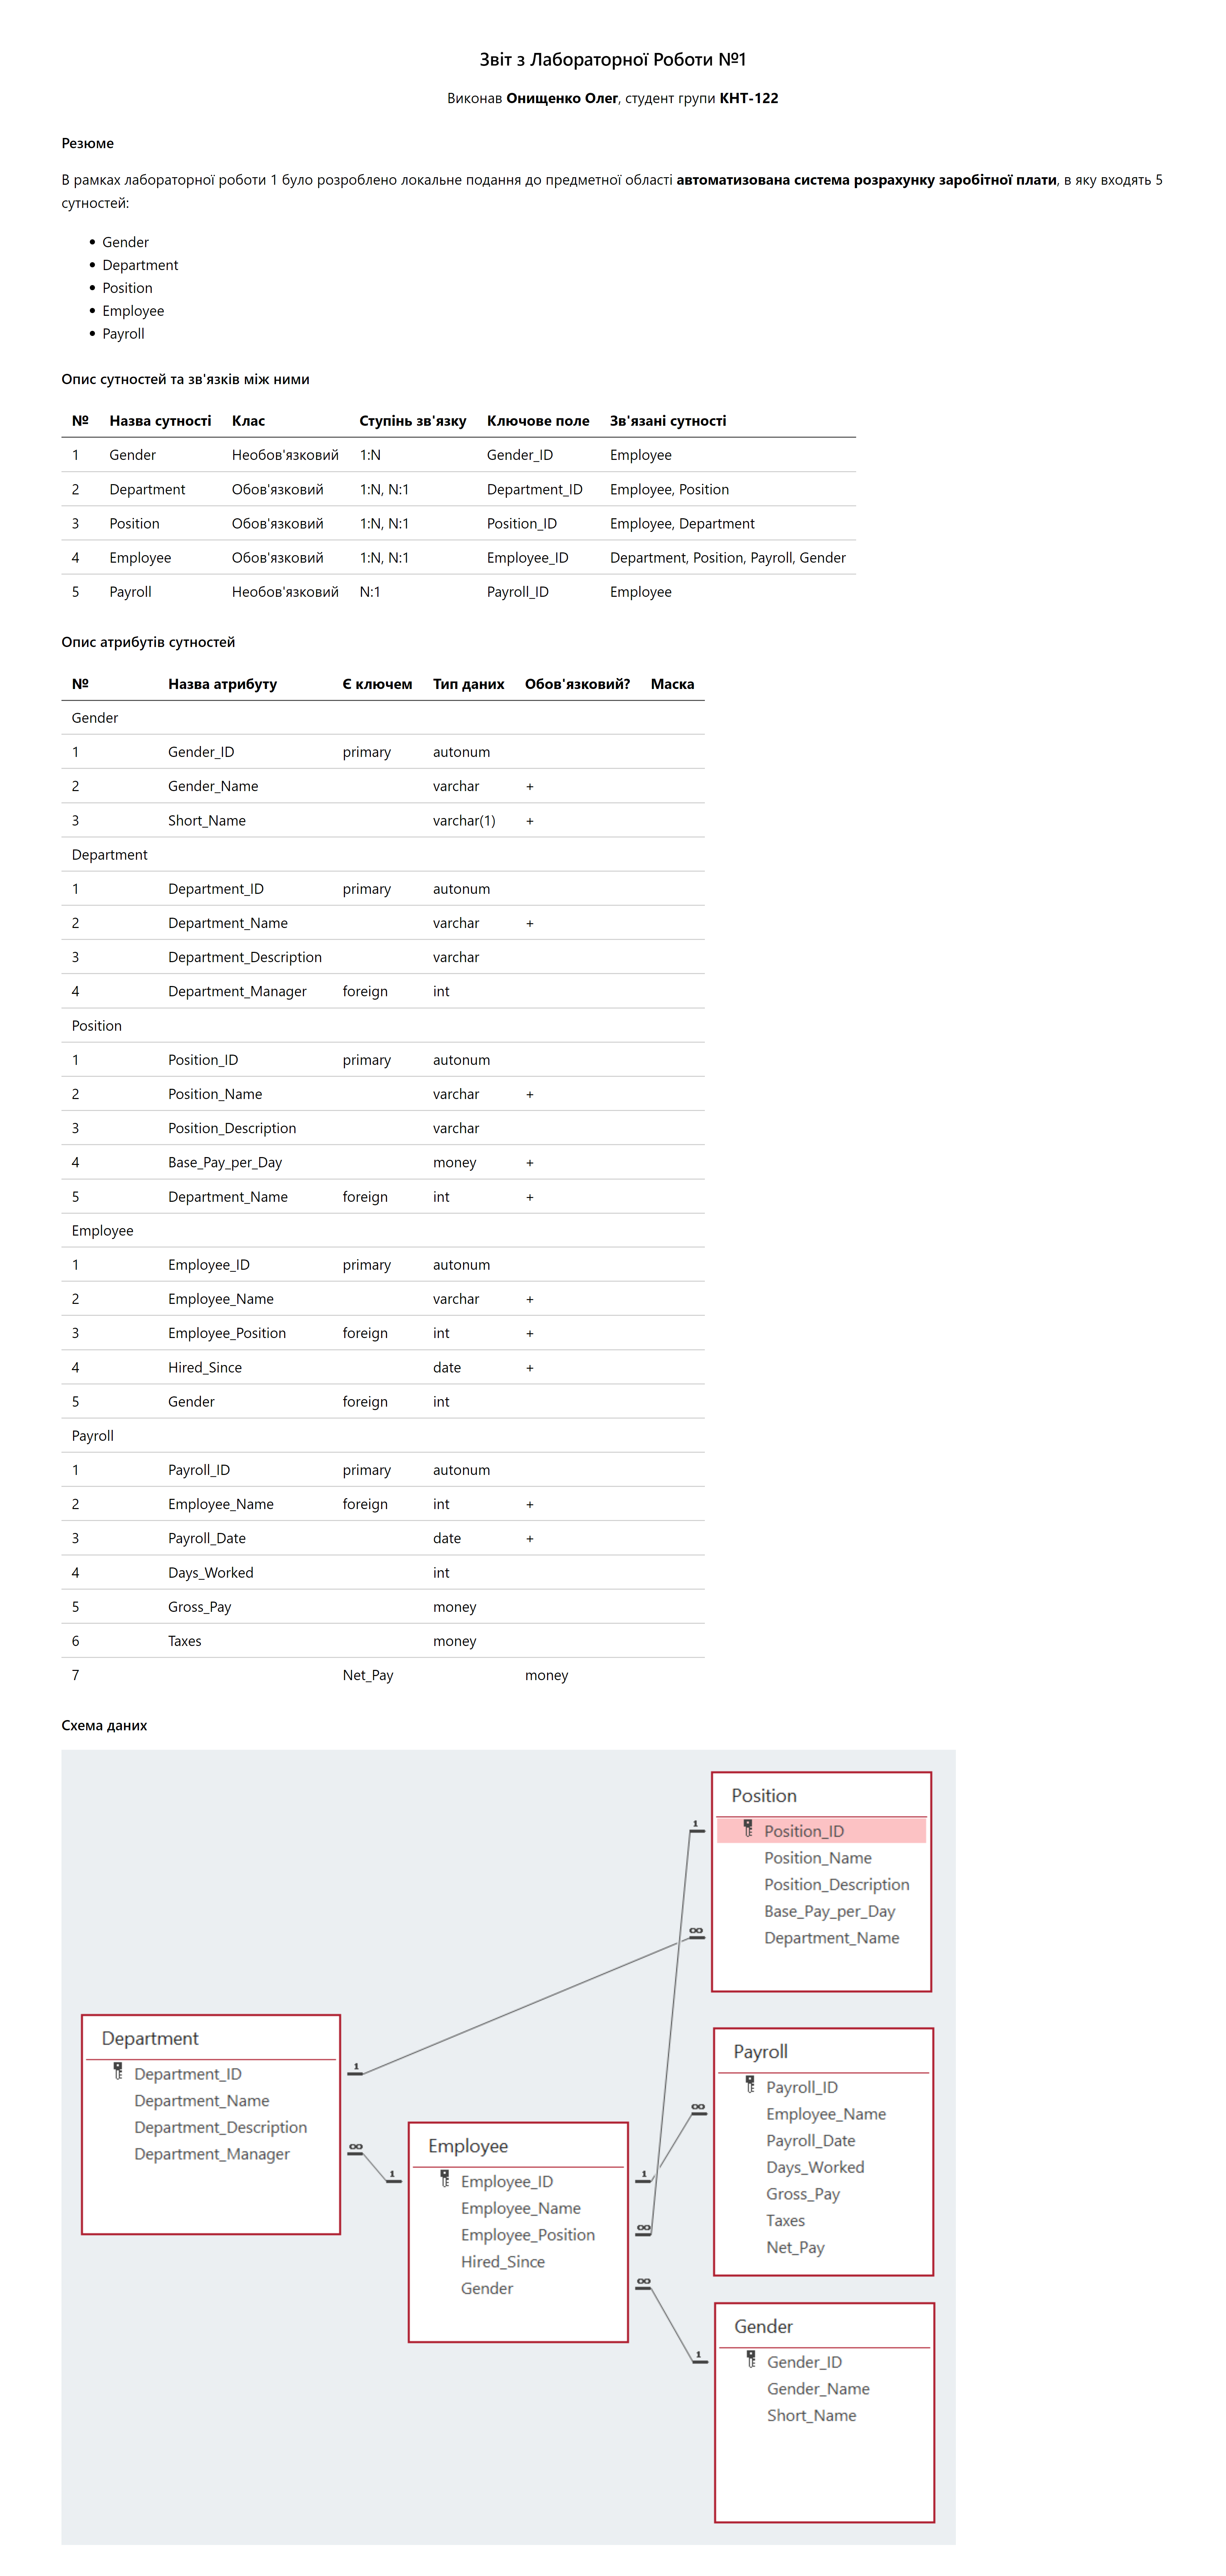 Звіт з Лабораторної Роботи №1
Виконав Онищенко Олег, студент групи КНТ-122
Резюме
В рамках лабораторної роботи 1 було розроблено локальне подання до предметної області автоматизована система розрахунку заробітної плати, в яку входять 5
сутностей:
• Gender
• Department
• Position
• Employee
• Payroll
Опис сутностей та зв'язків між ними
№ Назва сутності Клас Ступінь зв'язку Ключове поле Зв'язані сутності
1 Gender Необов'язковий 1:N Gender_ID Employee
2 Department Обов'язковий 1:N, N:1 Department_ID Employee, Position
3 Position Обов'язковий 1:N, N:1 Position_ID Employee, Department
4 Employee Обов'язковий 1:N, N:1 Employee_ID Department, Position, Payroll, Gender
5 Payroll Необов'язковий N:1 Payroll_ID Employee
Опис атрибутів сутностей
№ Назва атрибуту Є ключем Тип даних Обов'язковий? Маска
Gender
1 Gender_ID primary autonum
2 Gender_Name varchar +
3 Short_Name varchar(1) +
Department
1 Department_ID primary autonum
2 Department_Name varchar +
3 Department_Description varchar
4 Department_Manager foreign int
Position
1 Position_ID primary autonum
2 Position_Name varchar +
3 Position_Description varchar
4 Base_Pay_per_Day money +
5 Department_Name foreign int +
Employee
1 Employee_ID primary autonum
2 Employee_Name varchar +
3 Employee_Position foreign int +
4 Hired_Since date +
5 Gender foreign int
Payroll
1 Payroll_ID primary autonum
2 Employee_Name foreign int +
3 Payroll_Date date +
4 Days_Worked int
5 Gross_Pay money
6 Taxes money
7 Net_Pay money
Схема даних
Position
1 Position_ID
Position_Name
Position_Description
Base_Pay_per_Day
∞ Department_Name
Department
Department_ID 1
Department_Name
Department_Description
Department_Manager ∞
Employee
1 Employee_ID 1
Employee_Name
Employee_Position ∞
Hired_Since
Gender ∞
Payroll
Payroll_ID
∞ Employee_Name
Payroll_Date
Days_Worked
Gross_Pay
Taxes
Net_Pay
Gender
1 Gender_ID
Gender_Name
Short_Name